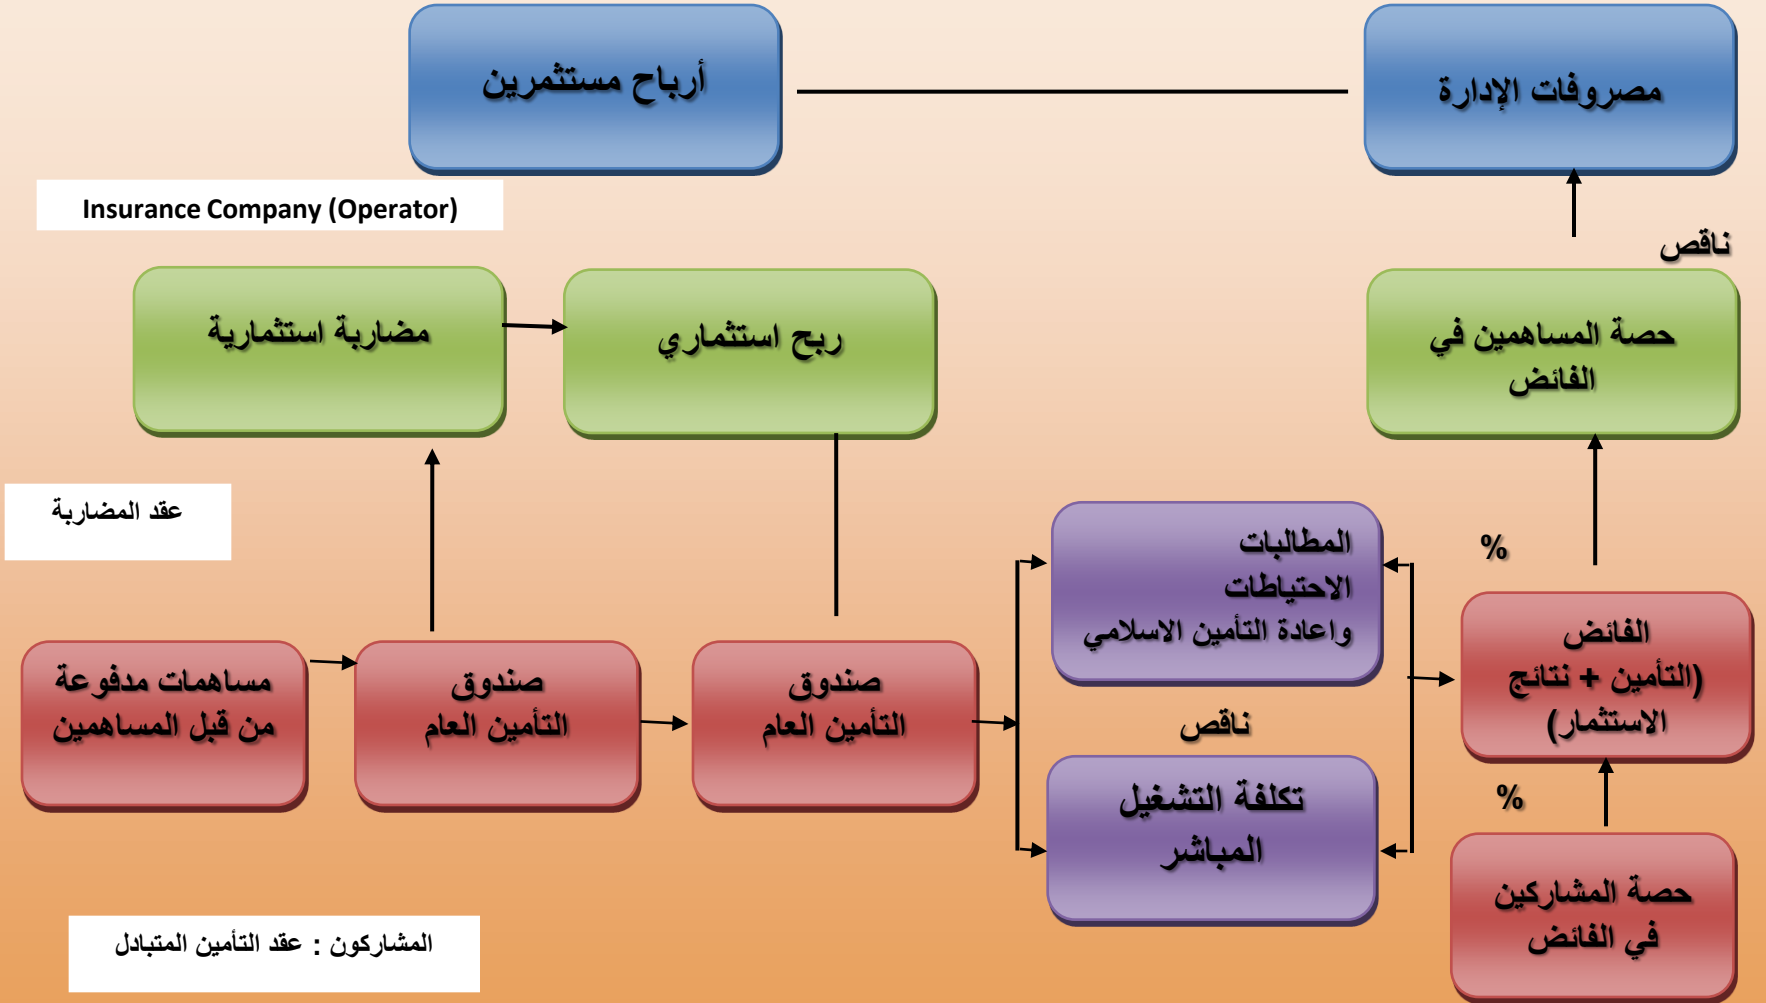 أرباح مستثمرين
مصروفات الإدارة
Insurance Company (Operator)
ناقص
مضاربة استثمارية
ربح استثماري
حصة المساهمين في
الفائض
عقد المضاربة
%
المطالبات
الاحتياطات
واعادة التأمين الاسلامي
الفائض
(التأمين + نتائج
الاستثمار)
مساهمات مدفوعة
من قبل المساهمين
صندوق
التأمين العام
صندوق
التأمين العام
ناقص
%
تكلفة التشغيل
المباشر
حصة المشاركين
في الفائض
المشاركون : عقد التأمين المتبادل